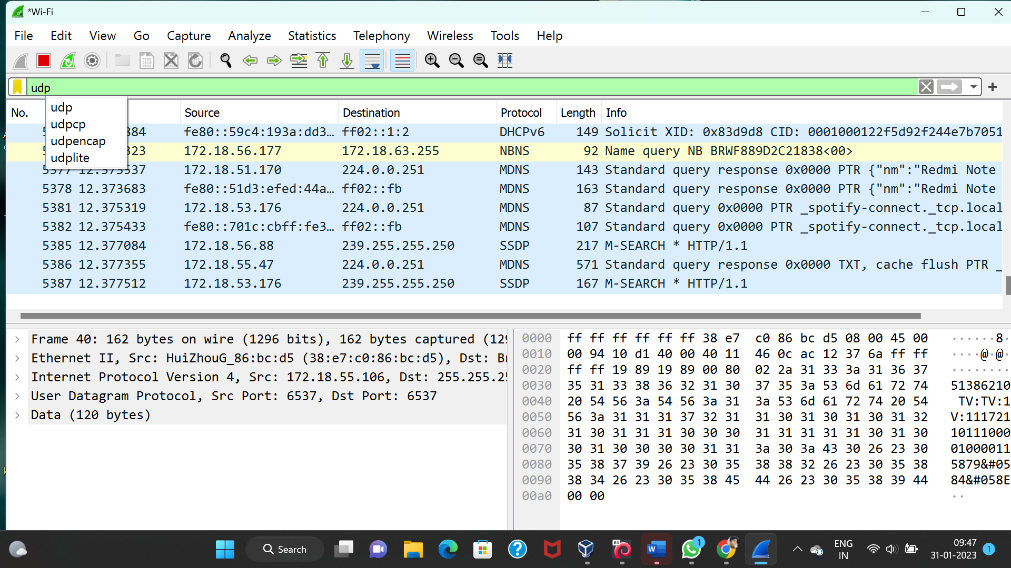 *Wi-Fi
File Edit View Go Capture Analyze Statistics Telephony Wireless Tools Help
udp
udp
udpcp
udpencap
udplite
No. Source Destination Protocol Length Info
fe80::59c4:193a:dd3… ff02::1:2 DHCPv6 149 Solicit XID: 0x83d9d8 CID: 0001000122f5d92f244e7b7051
172.18.56.177 172.18.63.255 NBNS 92 Name query NB BRWF889D2C21838<00>
5377 12.373537 172.18.51.170 224.0.0.251 MDNS 143 Standard query response 0x0000 PTR {"nm":"Redmi Note
5378 12.373683 fe80::51d3:efed:44a… ff02::fb MDNS 163 Standard query response 0x0000 PTR {"nm":"Redmi Note
5381 12.375319 172.18.53.176 224.0.0.251 MDNS 87 Standard query 0x0000 PTR _spotify-connect._tcp.local
5382 12.375433 fe80::701c:cbff:fe3… ff02::fb MDNS 107 Standard query 0x0000 PTR _spotify-connect._tcp.local
5385 12.377084 172.18.56.88 239.255.255.250 SSDP 217 M-SEARCH * HTTP/1.1
5386 12.377355 172.18.55.47 224.0.0.251 MDNS 571 Standard query response 0x0000 TXT, cache flush PTR _
5387 12.377512 172.18.53.176 239.255.255.250 SSDP 167 M-SEARCH * HTTP/1.1
Frame 40: 162 bytes on wire (1296 bits), 162 bytes captured (129
Ethernet II, Src: HuiZhouG_86:bc:d5 (38:e7:c0:86:bc:d5), Dst: Br
Internet Protocol Version 4, Src: 172.18.55.106, Dst: 255.255.25
User Datagram Protocol, Src Port: 6537, Dst Port: 6537
Data (120 bytes)
0000 ff ff ff ff ff ff 38 e7 c0 86 bc d5 08 00 45 00 ······8·
0010 00 94 10 d1 40 00 40 11 46 0c ac 12 37 6a ff ff ····@·@·
0020 ff ff 19 89 19 89 00 80 02 2a 31 33 3a 31 36 37 ········
0030 35 31 33 38 36 32 31 30 37 35 3a 53 6d 61 72 74 51386210
0040 20 54 56 3a 54 56 3a 31 3a 53 6d 61 72 74 20 54 TV:TV:1
0050 56 3a 31 31 31 37 32 31 31 30 31 30 31 30 31 32 V:111721
0060 31 30 31 31 31 30 30 30 31 31 31 31 31 30 31 30 10111000
0070 30 31 30 30 30 30 31 31 3a 30 3a 43 30 26 23 30 01000011
0080 35 38 37 39 26 23 30 35 38 38 32 26 23 30 35 38 5879&#05
0090 38 34 26 23 30 35 38 45 44 26 23 30 35 38 39 44 84&#058E
00a0 00 00 ··
Search
ENG
IN
09:47
31-01-2023
1
1